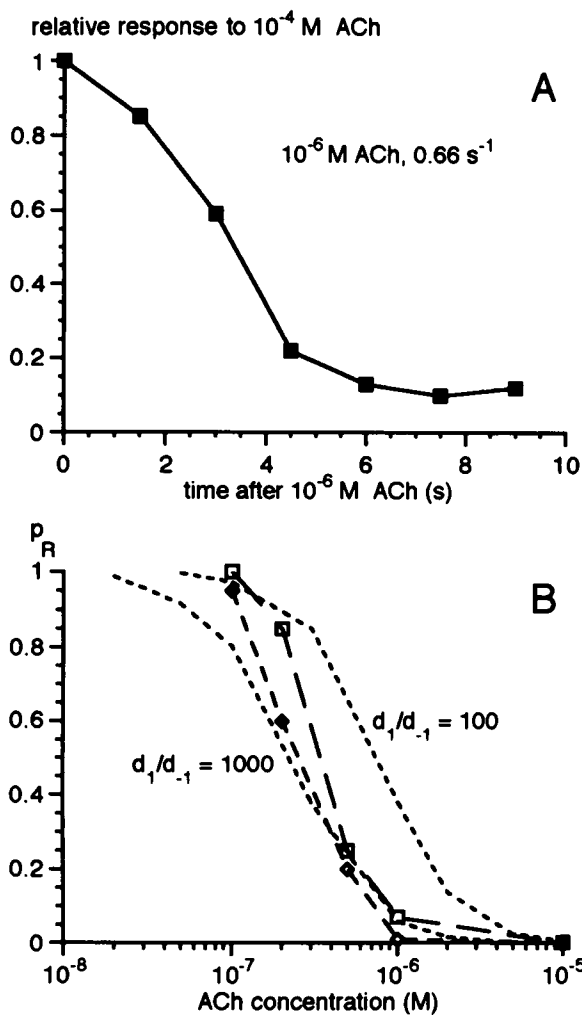 relative response to 10⁻⁴ M ACh
A
10⁻⁶ M ACh, 0.66 s⁻¹
1
0.8
0.6
0.4
0.2
0
0 2 4 6 8 10
time after 10⁻⁶ M ACh (s)
p_R
B
1
0.8
0.6
0.4
0.2
0
d₁/d₋₁ = 100
d₁/d₋₁ = 1000
10⁻⁸ 10⁻⁷ 10⁻⁶ 10⁻⁵
ACh concentration (M)